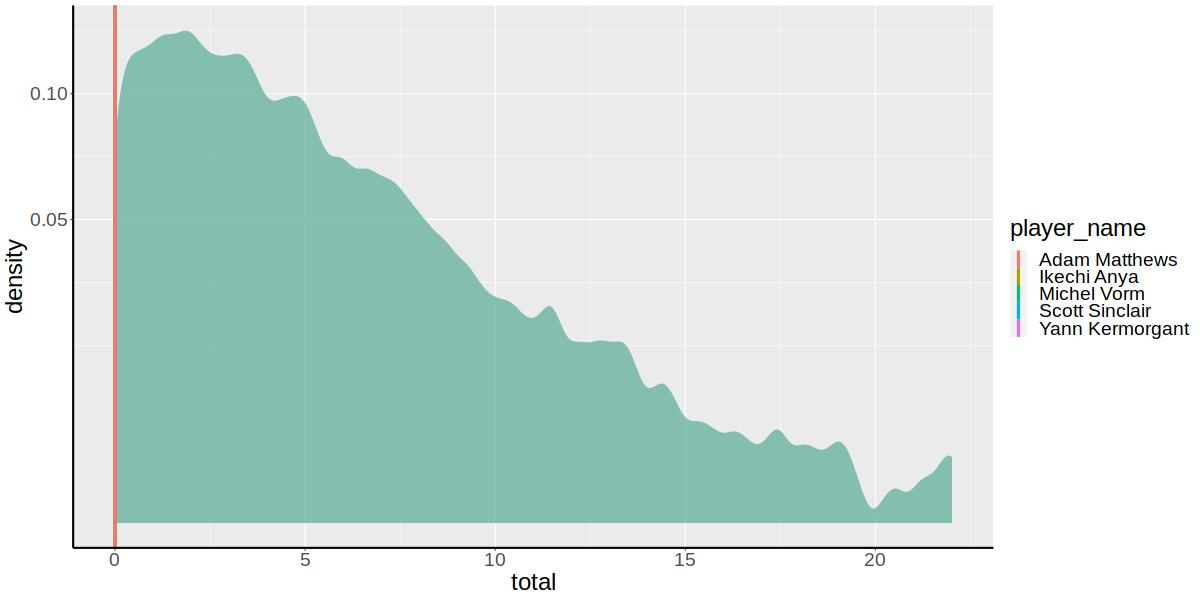 0.10
0.05
density
0
5
10
15
20
total
player_name
Adam Matthews
Ikechi Anya
Michel Vorm
Scott Sinclair
Yann Kermorgant